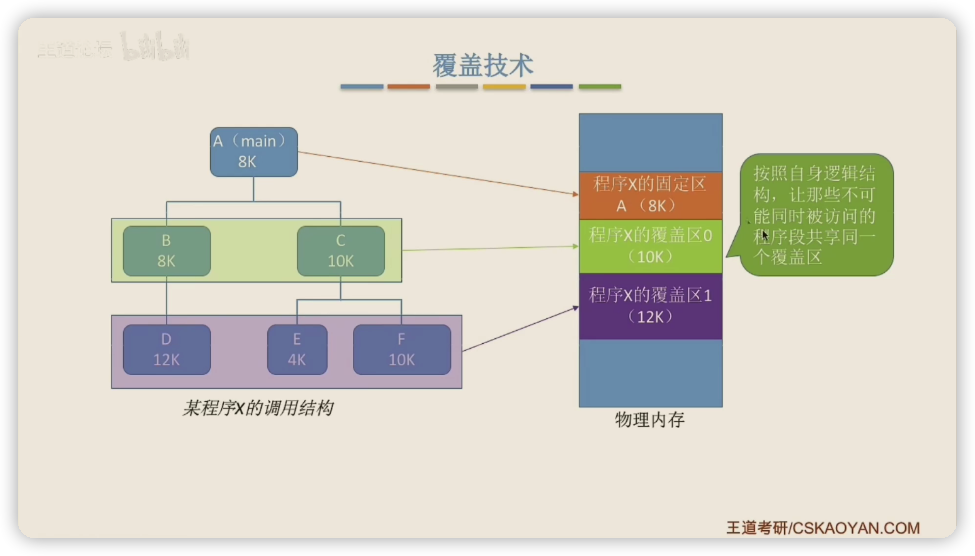 覆盖技术
A（main）
8K
B
8K
C
10K
D
12K
E
4K
F
10K
某程序X的调用结构
程序X的固定区
A （8K）
程序X的覆盖区0
（10K）
程序X的覆盖区1
（12K）
物理内存
按照自身逻辑结
构，让那些不可
能同时被访问的
程序段共享同一
个覆盖区
王道考研/CSKAOYAN.COM